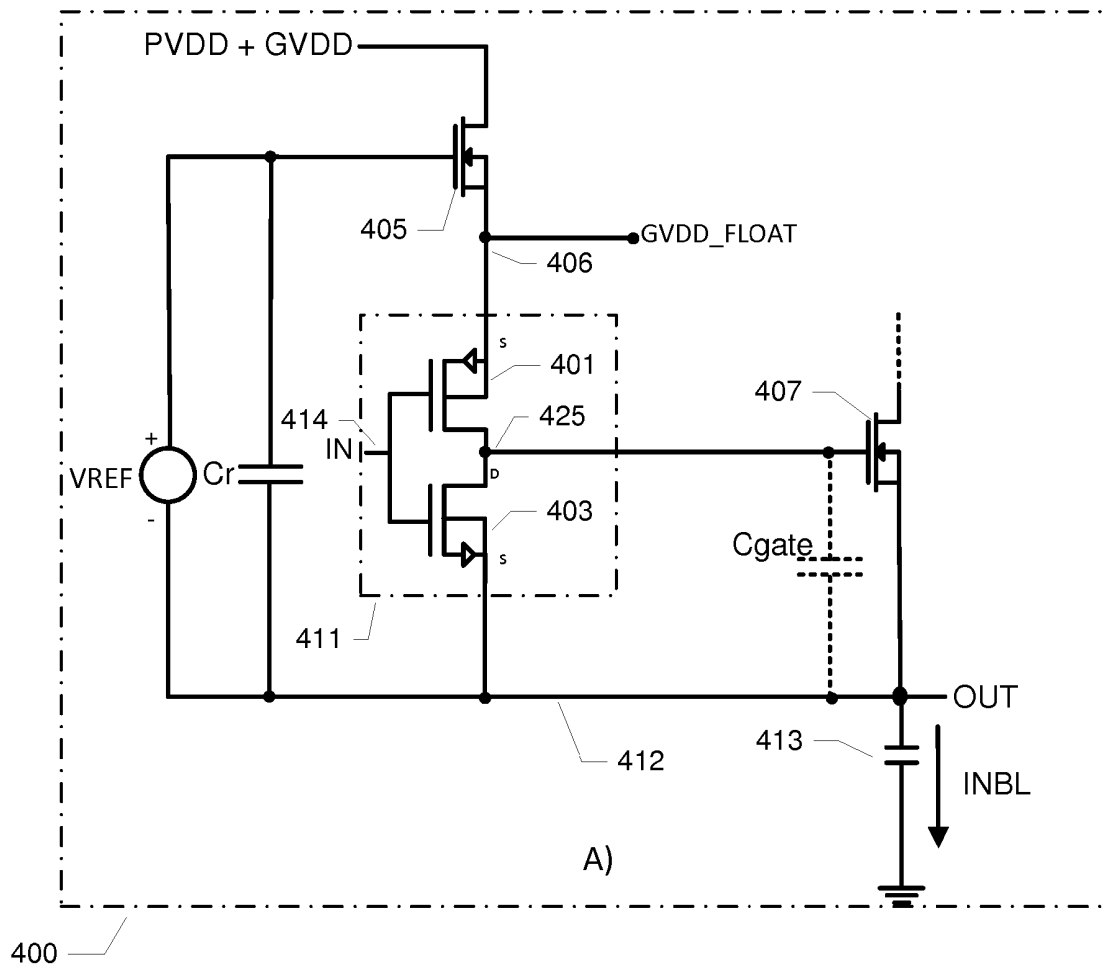 PVDD + GVDD
405
GVDD_FLOAT
406
S
401
407
414
425
IN
+
VREF
Cr
-
D
403
Cgate
S
411
OUT
413
412
INBL
A)
400